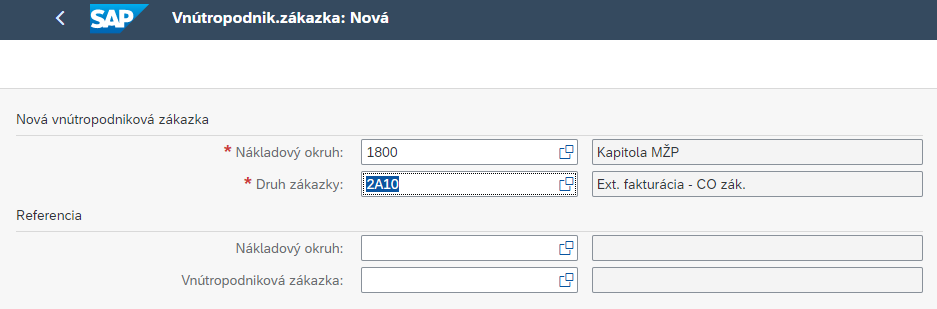 SAP Vnútropodnik.zákazka: Nová
Nová vnútropodniková zákazka
* Nákladový okruh: 1800 Kapitola MŽP
* Druh zákazky: 2A10 Ext. fakturácia - CO zák.
Referencia
Nákladový okruh:
Vnútropodniková zákazka: